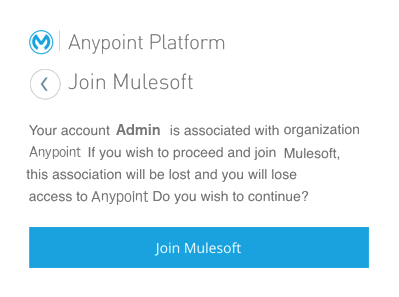 Anypoint Platform
Join Mulesoft
Your account Admin is associated with organization
Anypoint If you wish to proceed and join Mulesoft,
this association will be lost and you will lose
access to Anypoint Do you wish to continue?
Join Mulesoft